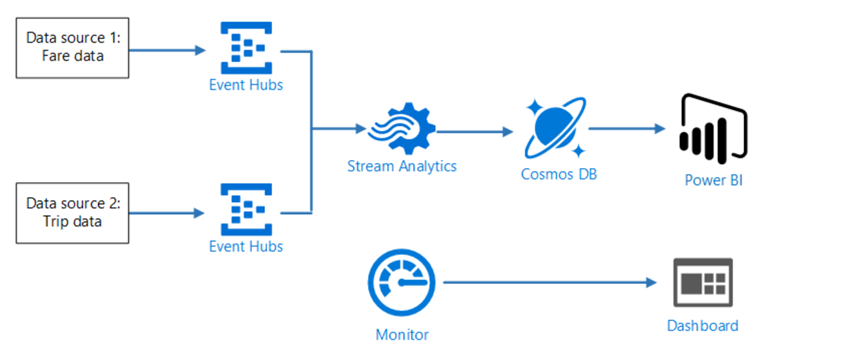 Data source 1:
Fare data
Event Hubs
Stream Analytics
Cosmos DB
Power BI
Data source 2:
Trip data
Event Hubs
Monitor
Dashboard